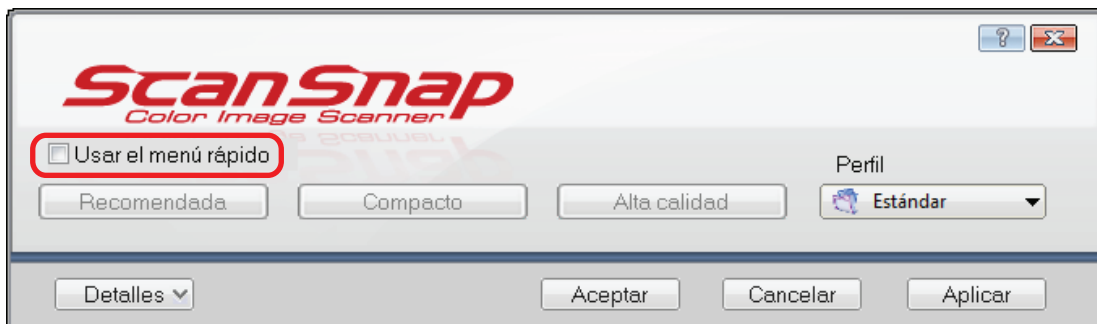 ?
ScanSnap
Color Image Scanner
Usar el menú rápido
Perfil
Recomendada Compacto Alta calidad Estándar
Detalles Aceptar Cancelar Aplicar